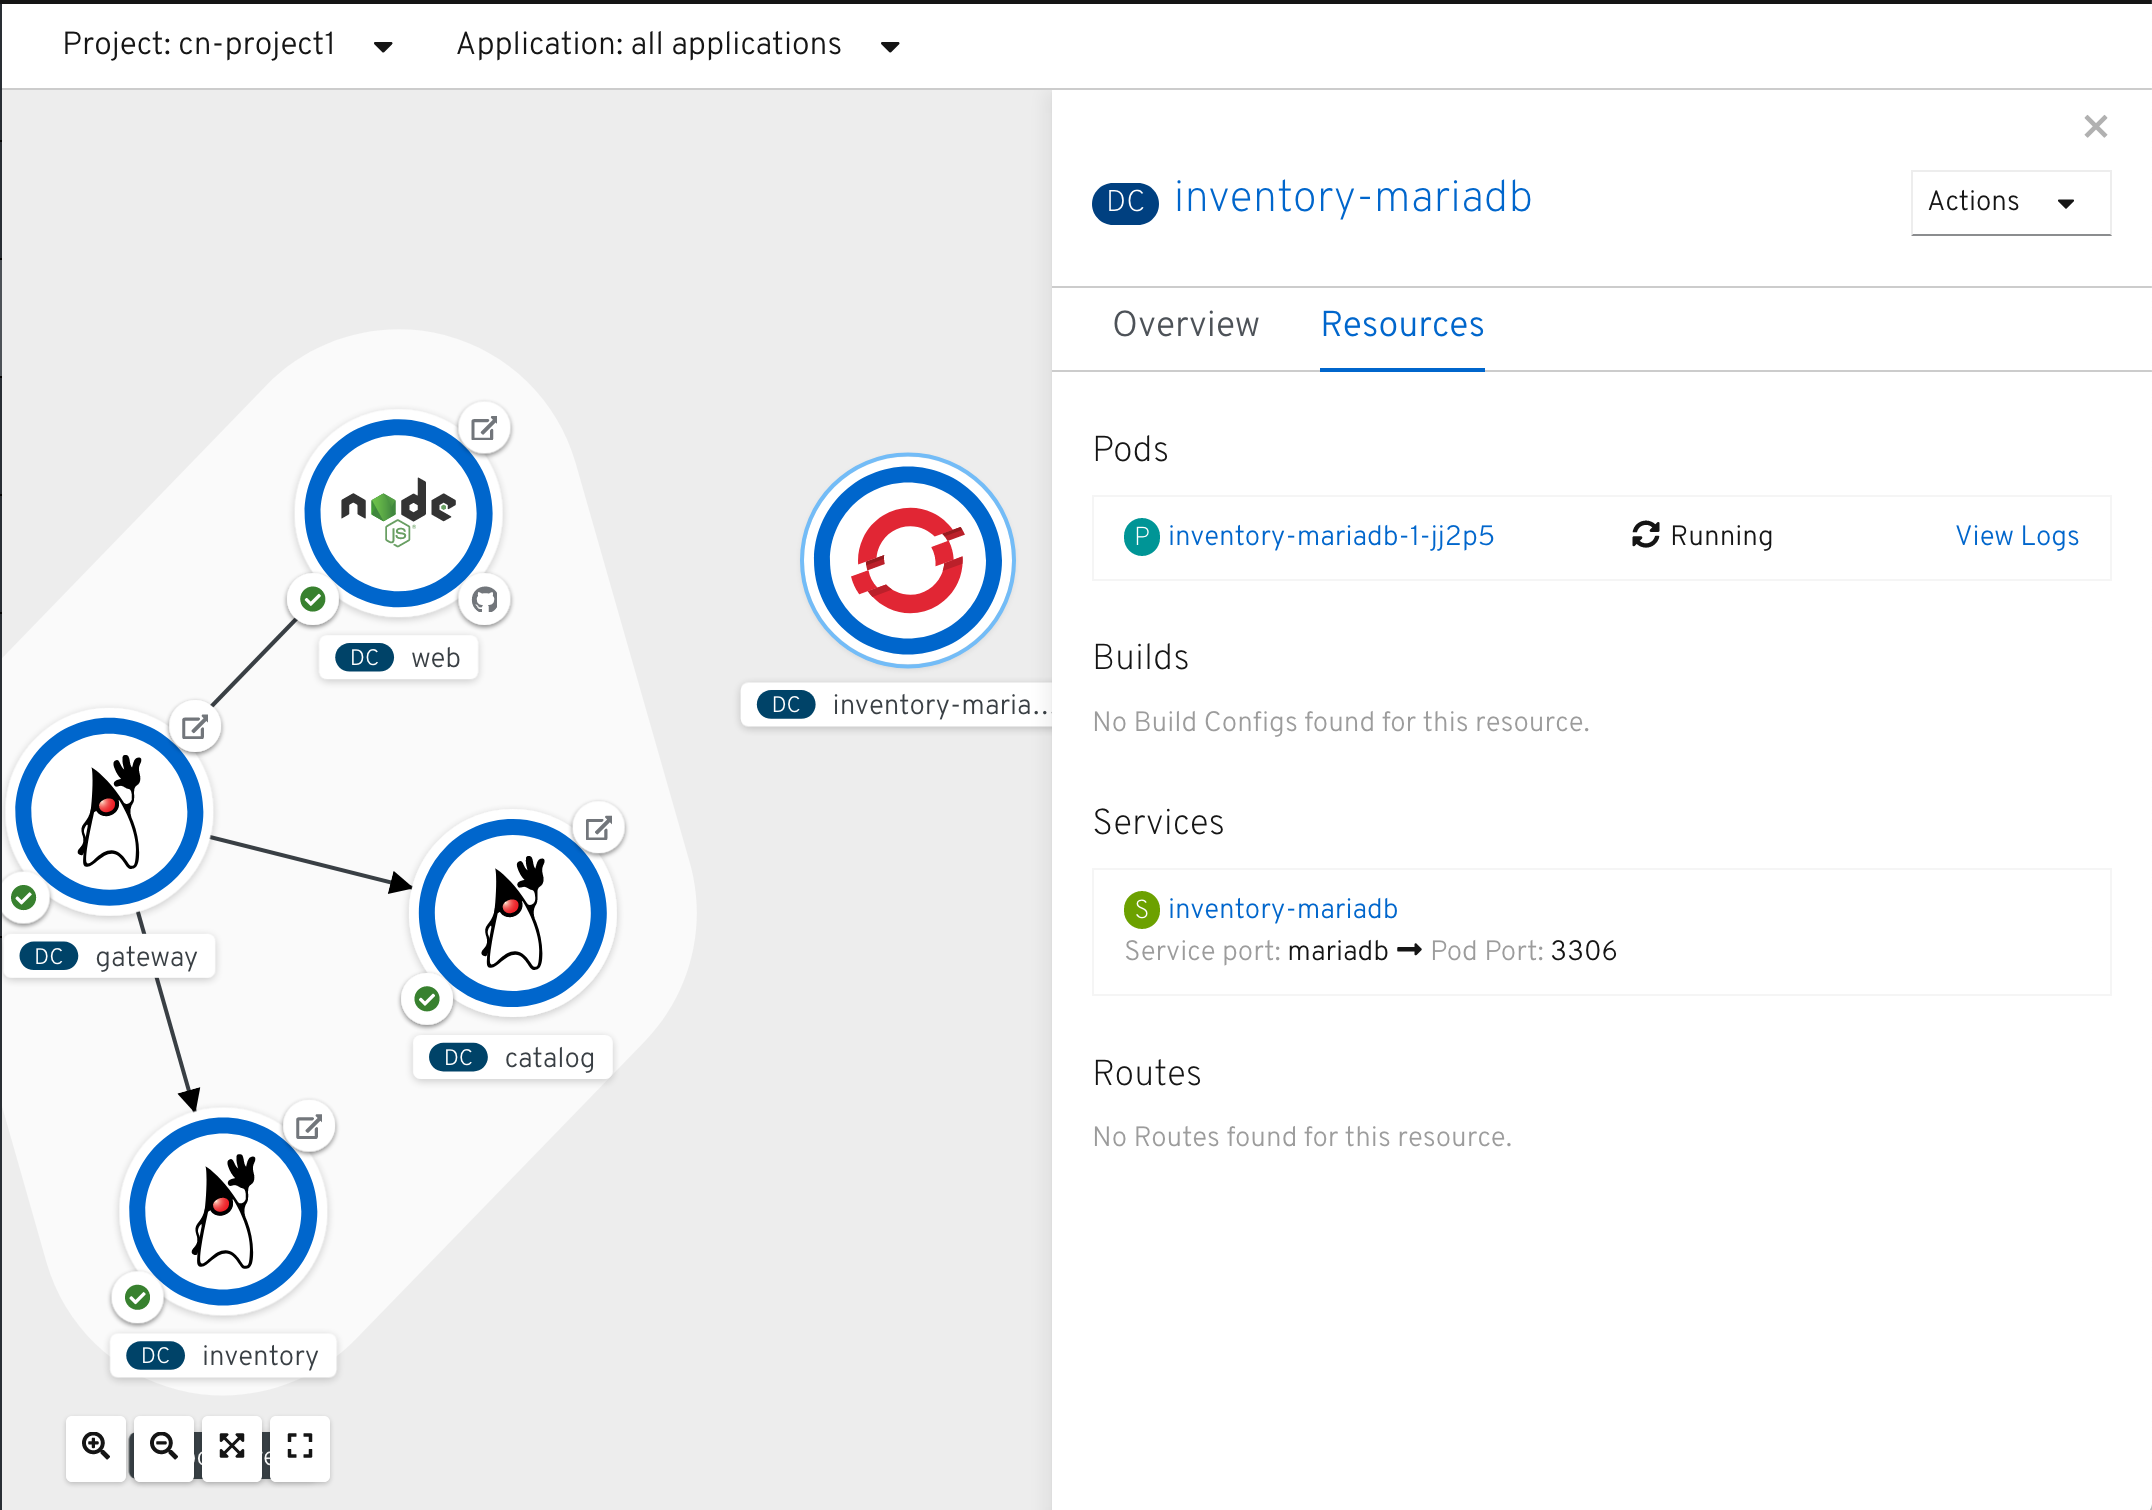 Project: cn-project1
Application: all applications
DC inventory-mariadb
Actions
Overview
Resources
Pods
P inventory-mariadb-1-jj2p5
Running
View Logs
Builds
No Build Configs found for this resource.
Services
S inventory-mariadb
Service port: mariadb → Pod Port: 3306
Routes
No Routes found for this resource.
node
JS
DC web
DC inventory-maria...
DC gateway
DC catalog
DC inventory